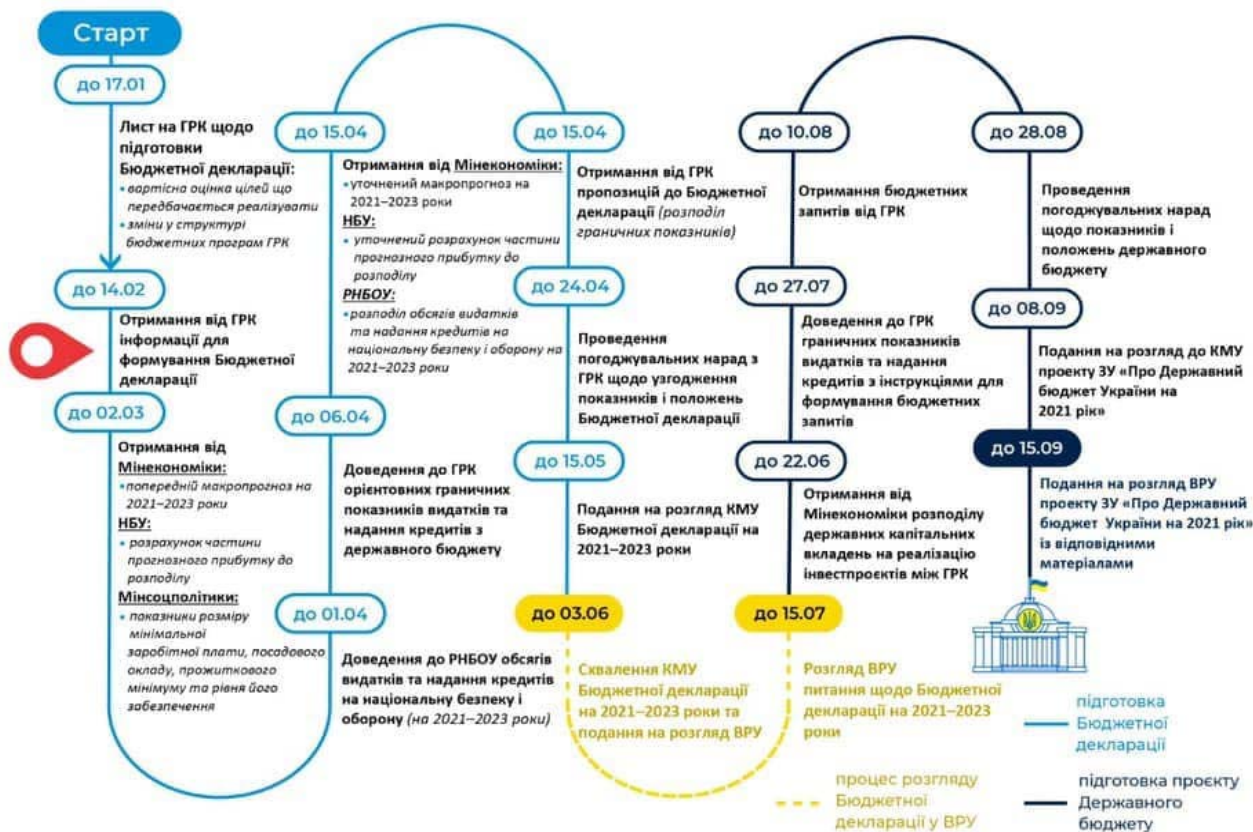 Старт
до 17.01
Лист на ГРК щодо
підготовки
Бюджетної декларації:
• вартісна оцінка цілей що
передбачається реалізувати
• зміни у структурі
бюджетних програм ГРК
до 14.02
Отримання від ГРК
інформації для
формування Бюджетної
декларації
до 02.03
Отримання від
Мінекономіки:
• попередній макропрогноз на
2021–2023 роки
НБУ:
• розрахунок частини
прогнозного прибутку до
розподілу
Мінсоцполітики:
• показники розміру
мінімальної
заробітної плати, посадового
окладу, прожиткового
мінімуму та рівня його
забезпечення
до 01.04
Доведення до РНБОУ обсягів
видатків та надання кредитів
на національну безпеку і
оборону (на 2021–2023 роки)
до 06.04
Доведення до ГРК
орієнтовних граничних
показників видатків та
надання кредитів з
державного бюджету
до 15.04
Отримання від Мінекономіки:
• уточнений макропрогноз на
2021–2023 роки
НБУ:
• уточнений розрахунок частини
прогнозного прибутку до
розподілу
РНБОУ:
• розподіл обсягів видатків
та надання кредитів на
національну безпеку і оборону на
2021–2023 роки
до 15.04
Отримання від ГРК
пропозицій до Бюджетної
декларації (розподіл
граничних показників)
до 24.04
Проведення
погоджувальних нарад з
ГРК щодо узгодження
показників і положень
Бюджетної декларації
до 15.05
Подання на розгляд КМУ
Бюджетної декларації на
2021–2023 роки
до 03.06
Схвалення КМУ
Бюджетної декларації
на 2021–2023 роки та
подання на розгляд ВРУ
до 15.07
Розгляд ВРУ
питання щодо Бюджетної
декларації на 2021–2023
роки
до 22.06
Отримання від
Мінекономіки розподілу
державних капітальних
вкладень на реалізацію
інвестпроєктів між ГРК
до 27.07
Доведення до ГРК
граничних показників
видатків та надання
кредитів з інструкціями для
формування бюджетних
запитів
до 10.08
Отримання бюджетних
запитів від ГРК
до 28.08
Проведення
погоджувальних нарад
щодо показників і
положень державного
бюджету
до 08.09
Подання на розгляд до КМУ
проекту ЗУ «Про Державний
бюджет України на
2021 рік»
до 15.09
Подання на розгляд ВРУ
проекту ЗУ «Про Державний
бюджет України на 2021 рік»
із відповідними
матеріалами
підготовка
Бюджетної
декларації
процес розгляду
Бюджетної
декларації у ВРУ
підготовка проєкту
Державного
бюджету